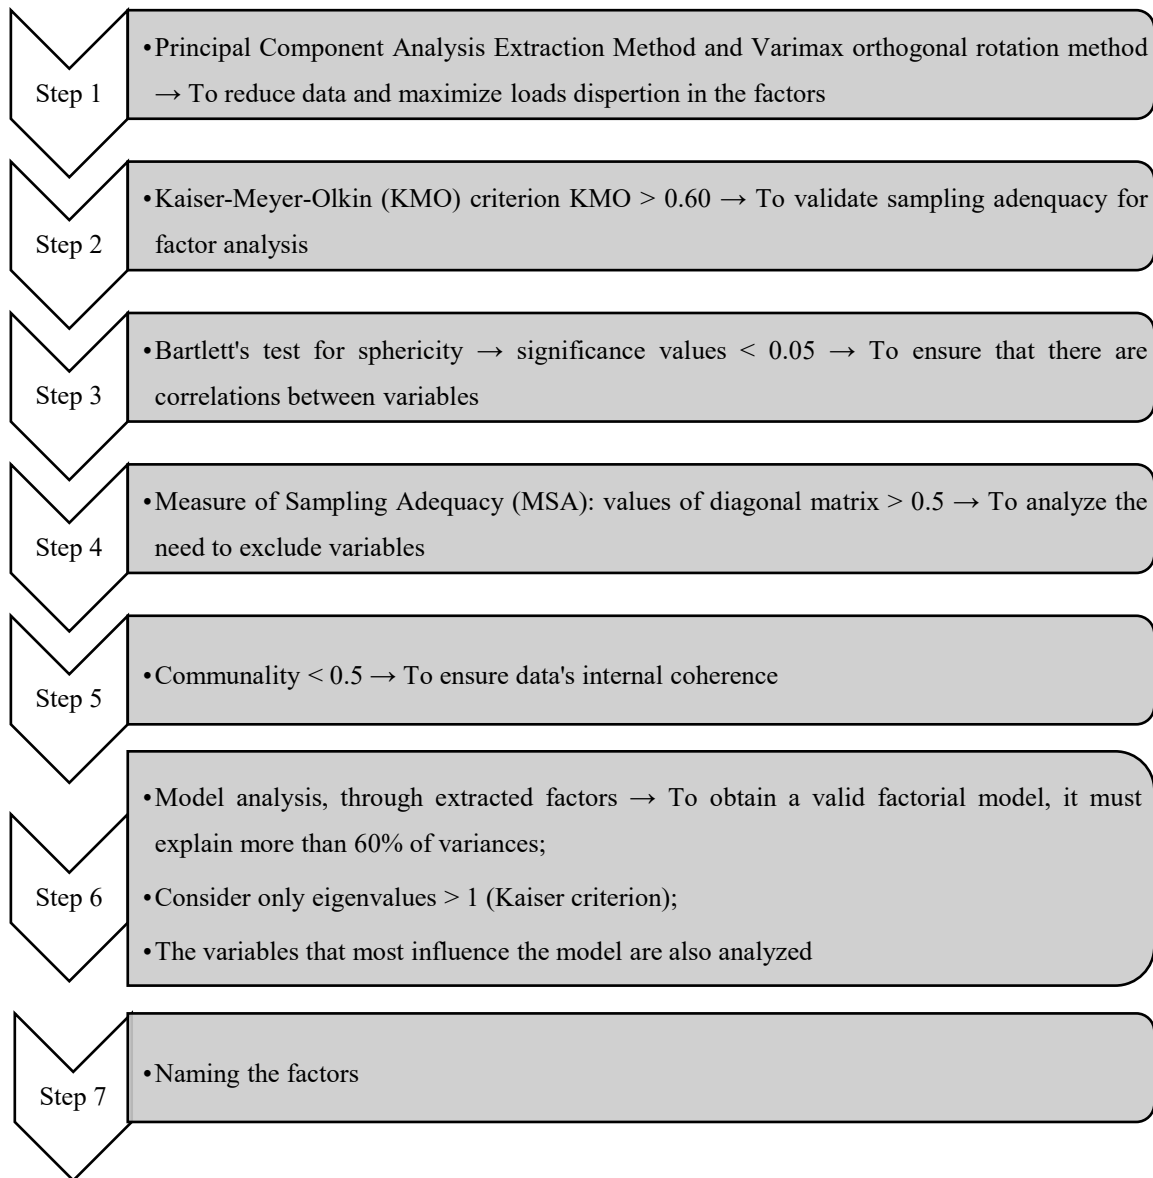 Step 1
•Principal Component Analysis Extraction Method and Varimax orthogonal rotation method
→ To reduce data and maximize loads dispertion in the factors
Step 2
•Kaiser-Meyer-Olkin (KMO) criterion KMO > 0.60 → To validate sampling adenquacy for
factor analysis
Step 3
•Bartlett's test for sphericity → significance values < 0.05 → To ensure that there are
correlations between variables
Step 4
•Measure of Sampling Adequacy (MSA): values of diagonal matrix > 0.5 → To analyze the
need to exclude variables
Step 5
•Communality < 0.5 → To ensure data's internal coherence
Step 6
•Model analysis, through extracted factors → To obtain a valid factorial model, it must
explain more than 60% of variances;
•Consider only eigenvalues > 1 (Kaiser criterion);
•The variables that most influence the model are also analyzed
Step 7
•Naming the factors